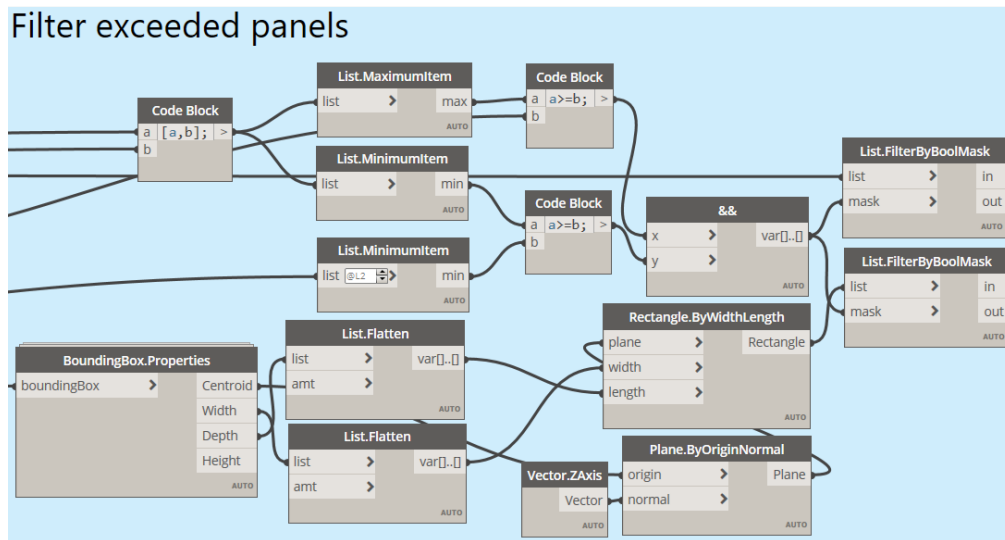 Filter exceeded panels
List.MaximumItem
list > max
AUTO
Code Block
a a>=b; >
b
Code Block
a [a,b]; >
b
List.MinimumItem
list > min
AUTO
Code Block
a a>=b; >
b
List.FilterByBoolMask
list > in
mask > out
AUTO
&&
x > var[]..[]
y >
AUTO
List.MinimumItem
list @L2 > min
AUTO
List.FilterByBoolMask
list > in
mask > out
AUTO
Rectangle.ByWidthLength
plane > Rectangle
width >
length >
AUTO
List.Flatten
list > var[]..[]
amt >
AUTO
BoundingBox.Properties
boundingBox > Centroid
Width
Depth
Height
AUTO
List.Flatten
list > var[]..[]
amt >
AUTO
Plane.ByOriginNormal
origin > Plane
normal >
AUTO
Vector.ZAxis
Vector
AUTO